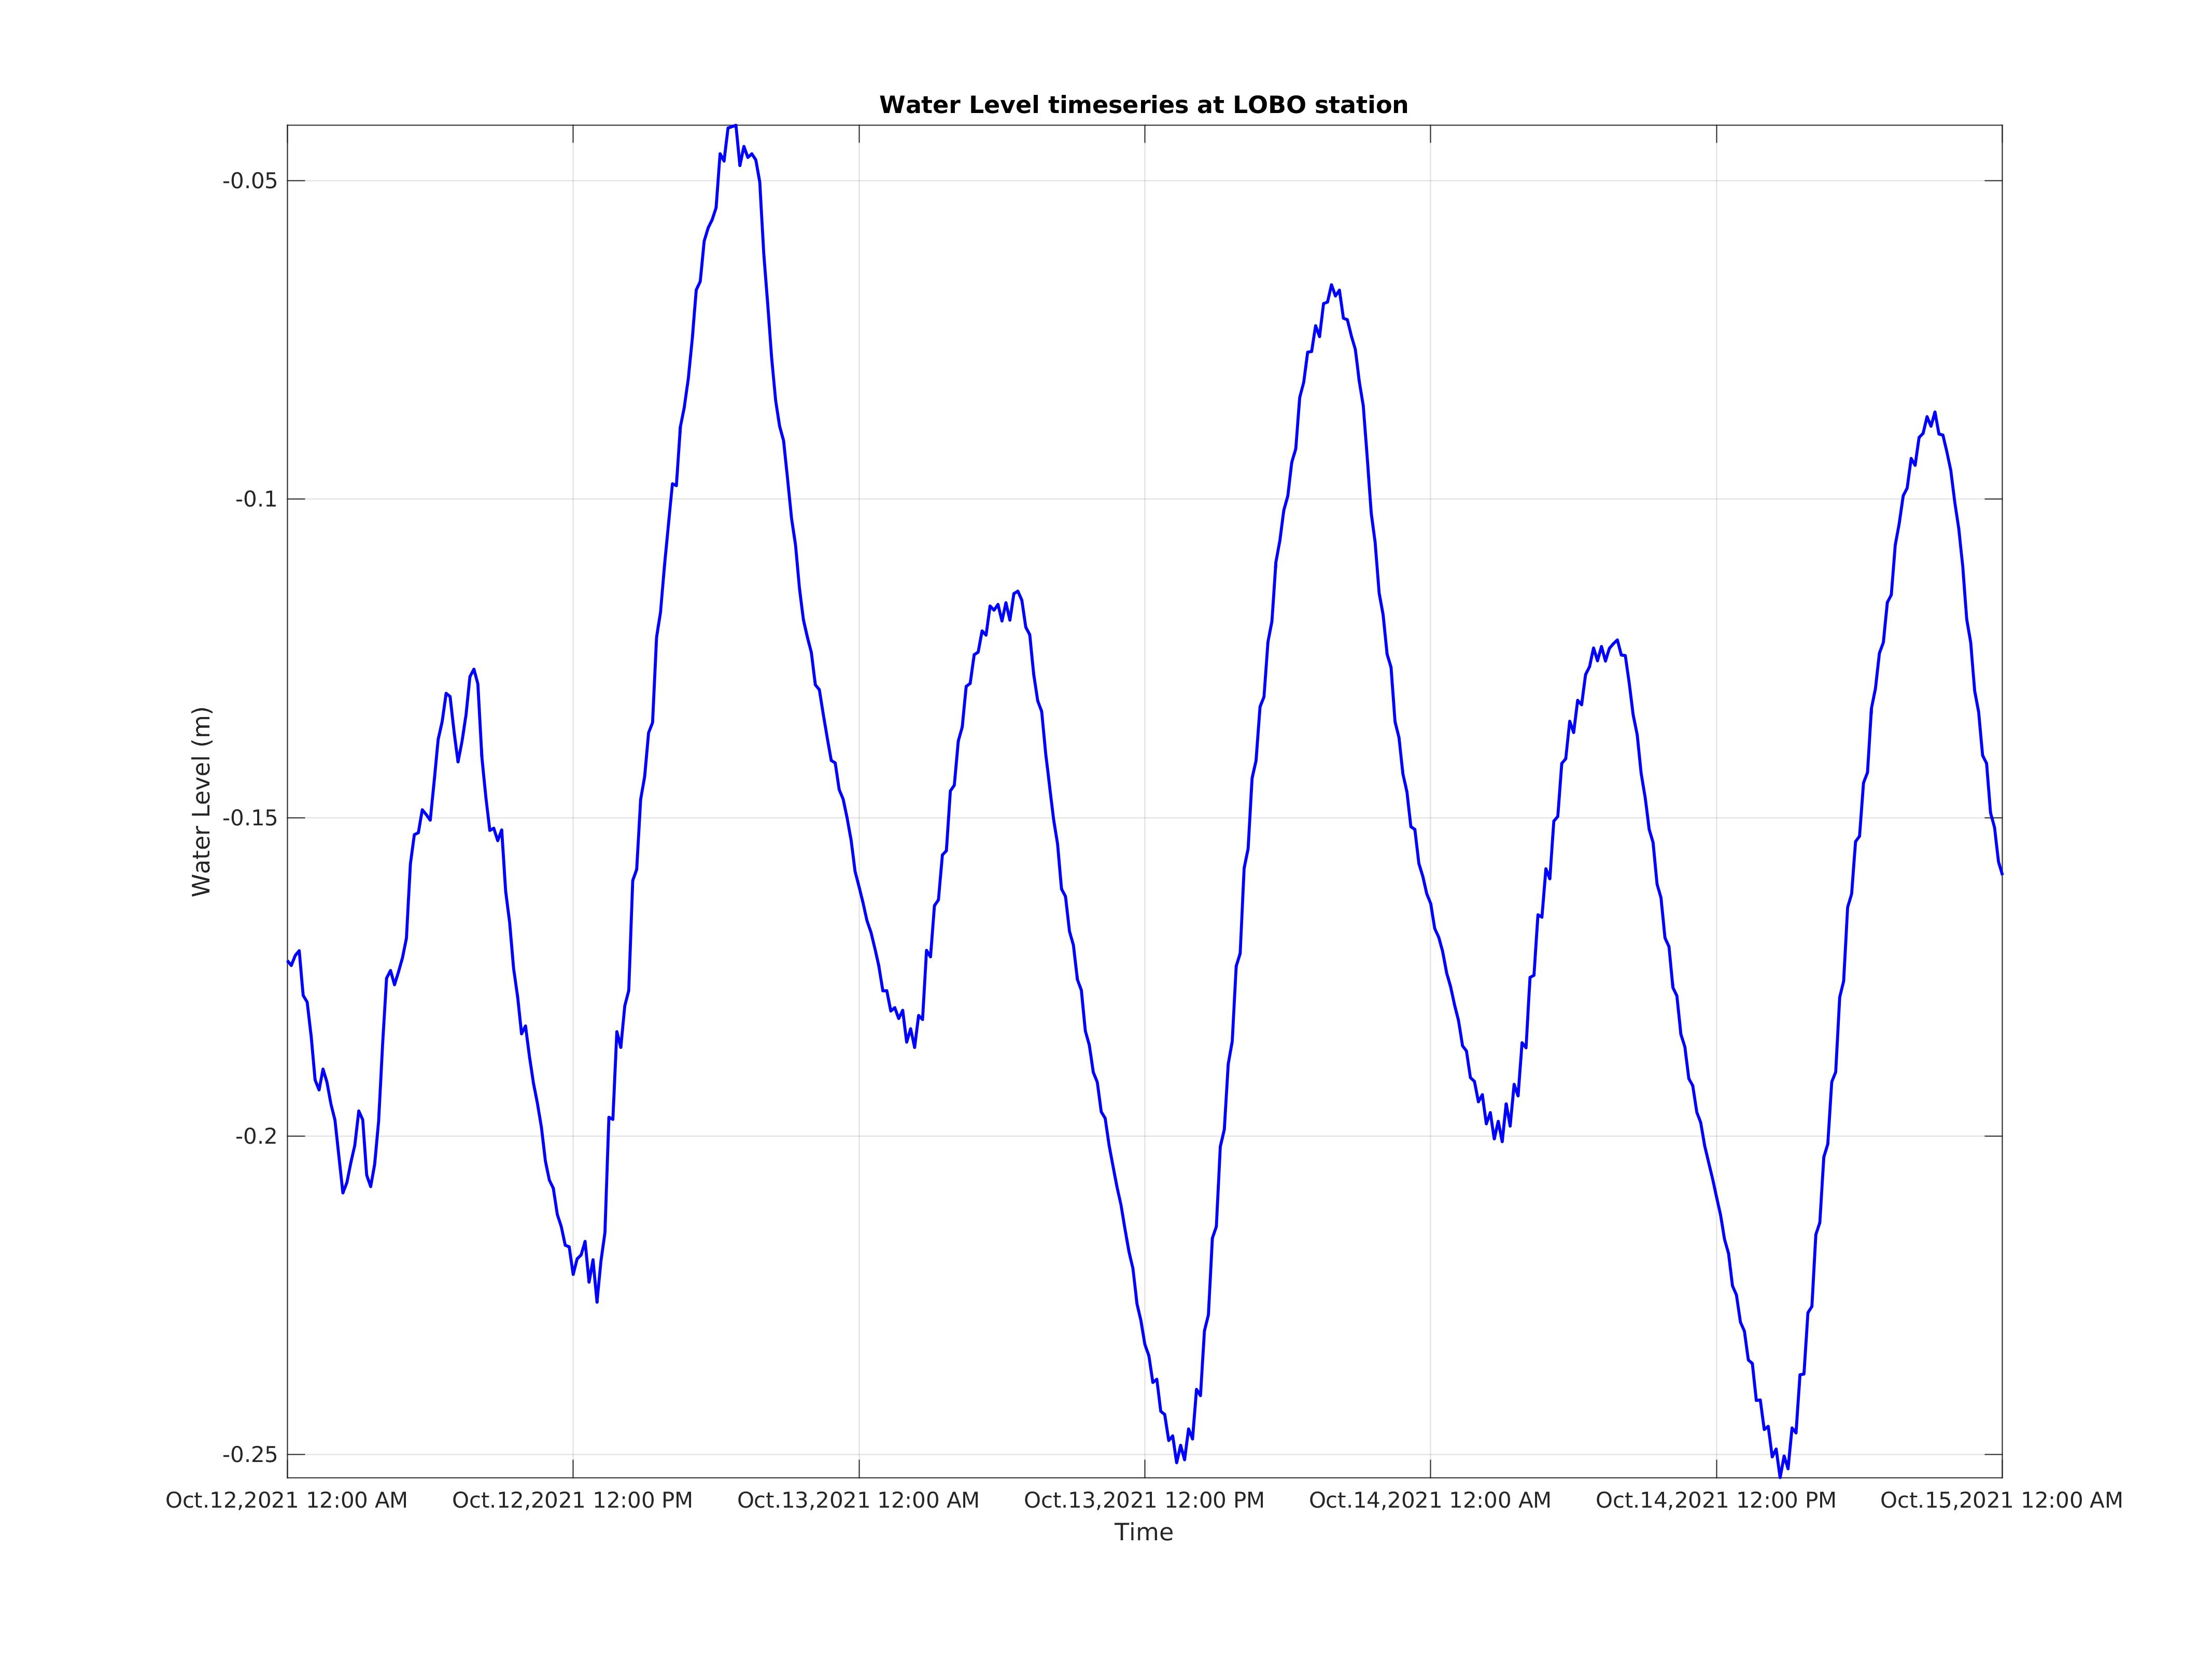 Water Level timeseries at LOBO station
-0.05
-0.1
-0.15
-0.2
-0.25
Water Level (m)
Oct.12,2021 12:00 AM Oct.12,2021 12:00 PM Oct.13,2021 12:00 AM Oct.13,2021 12:00 PM Oct.14,2021 12:00 AM Oct.14,2021 12:00 PM Oct.15,2021 12:00 AM
Time